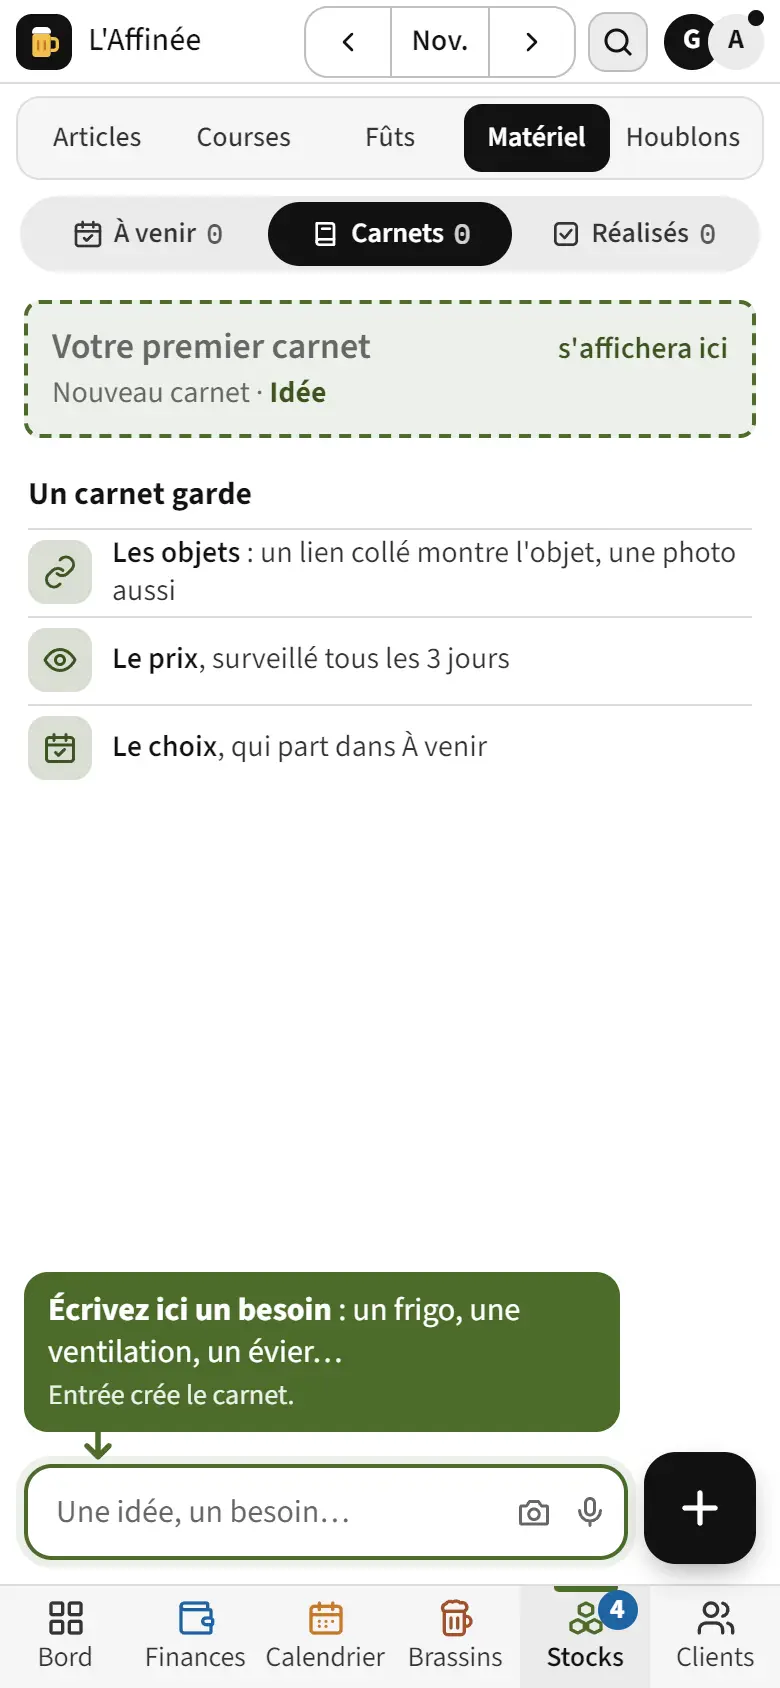 L'Affinée
Nov.
G
A
Articles
Courses
Fûts
Matériel
Houblons
À venir 0
Carnets 0
Réalisés 0
Votre premier carnet
s'affichera ici
Nouveau carnet · Idée
Un carnet garde
Les objets : un lien collé montre l'objet, une photo
aussi
Le prix, surveillé tous les 3 jours
Le choix, qui part dans À venir
Écrivez ici un besoin : un frigo, une
ventilation, un évier…
Entrée crée le carnet.
Une idée, un besoin…
4
Bord
Finances
Calendrier
Brassins
Stocks
Clients